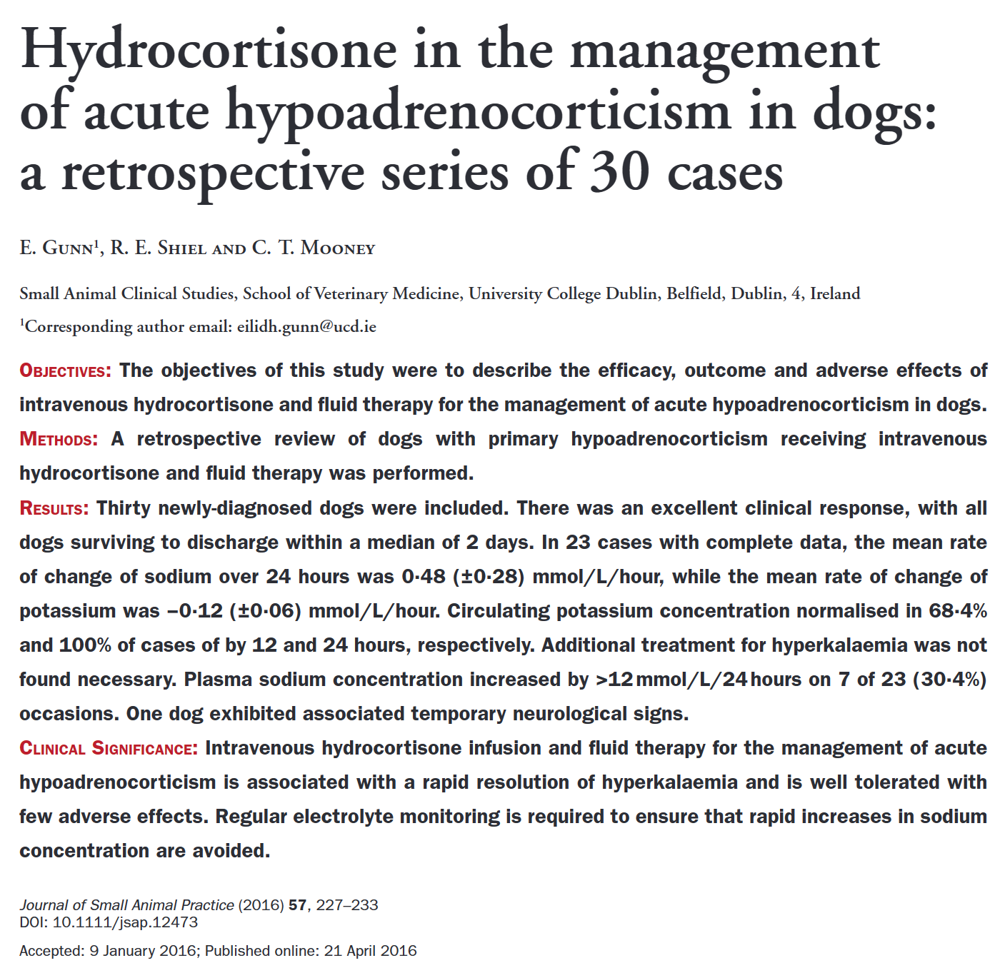 Hydrocortisone in the management
of acute hypoadrenocorticism in dogs:
a retrospective series of 30 cases
E. Gunn¹, R. E. Shiel and C. T. Mooney
Small Animal Clinical Studies, School of Veterinary Medicine, University College Dublin, Belfield, Dublin, 4, Ireland
¹Corresponding author email: eilidh.gunn@ucd.ie
Objectives: The objectives of this study were to describe the efficacy, outcome and adverse effects of
intravenous hydrocortisone and fluid therapy for the management of acute hypoadrenocorticism in dogs.
Methods: A retrospective review of dogs with primary hypoadrenocorticism receiving intravenous
hydrocortisone and fluid therapy was performed.
Results: Thirty newly-diagnosed dogs were included. There was an excellent clinical response, with all
dogs surviving to discharge within a median of 2 days. In 23 cases with complete data, the mean rate
of change of sodium over 24 hours was 0·48 (±0·28) mmol/L/hour, while the mean rate of change of
potassium was −0·12 (±0·06) mmol/L/hour. Circulating potassium concentration normalised in 68·4%
and 100% of cases of by 12 and 24 hours, respectively. Additional treatment for hyperkalaemia was not
found necessary. Plasma sodium concentration increased by >12 mmol/L/24 hours on 7 of 23 (30·4%)
occasions. One dog exhibited associated temporary neurological signs.
Clinical Significance: Intravenous hydrocortisone infusion and fluid therapy for the management of acute
hypoadrenocorticism is associated with a rapid resolution of hyperkalaemia and is well tolerated with
few adverse effects. Regular electrolyte monitoring is required to ensure that rapid increases in sodium
concentration are avoided.
Journal of Small Animal Practice (2016) 57, 227–233
DOI: 10.1111/jsap.12473
Accepted: 9 January 2016; Published online: 21 April 2016